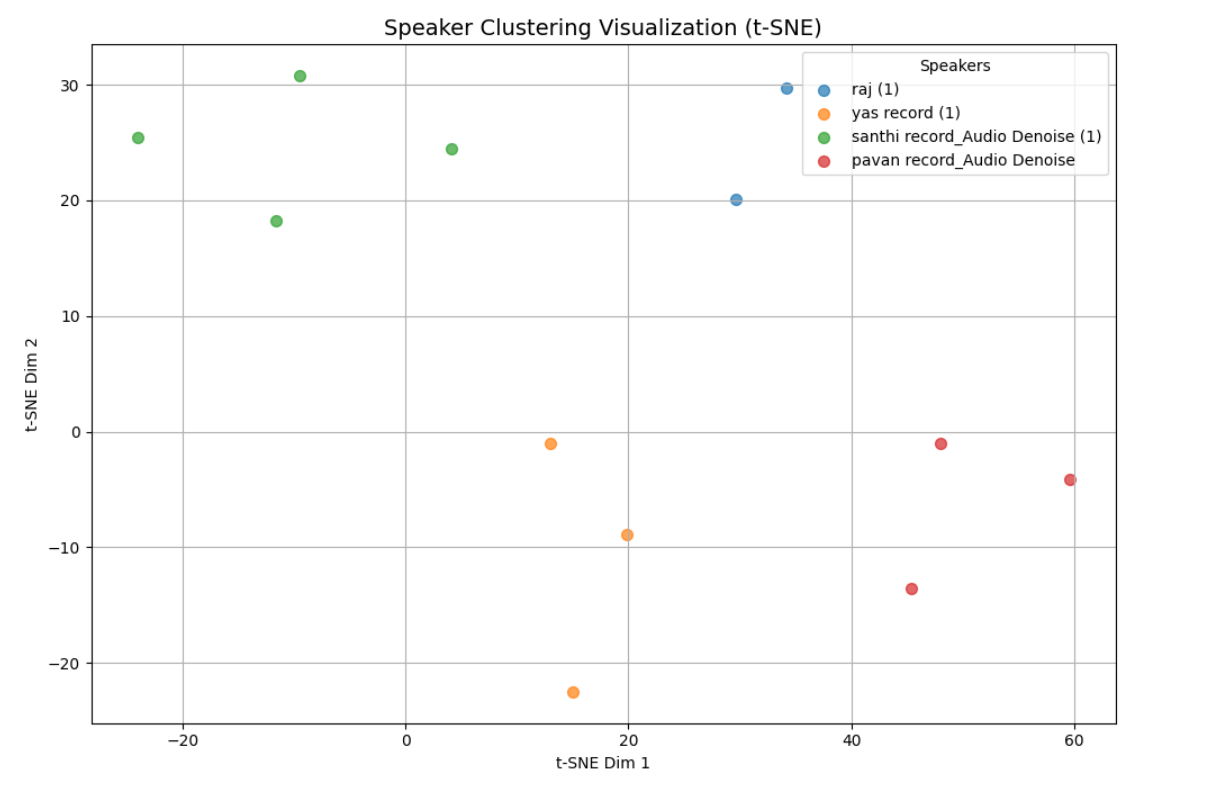 Speaker Clustering Visualization (t-SNE)
Speakers
raj (1)
yas record (1)
santhi record_Audio Denoise (1)
pavan record_Audio Denoise
30
20
10
0
−10
−20
t-SNE Dim 2
−20
0
20
40
60
t-SNE Dim 1